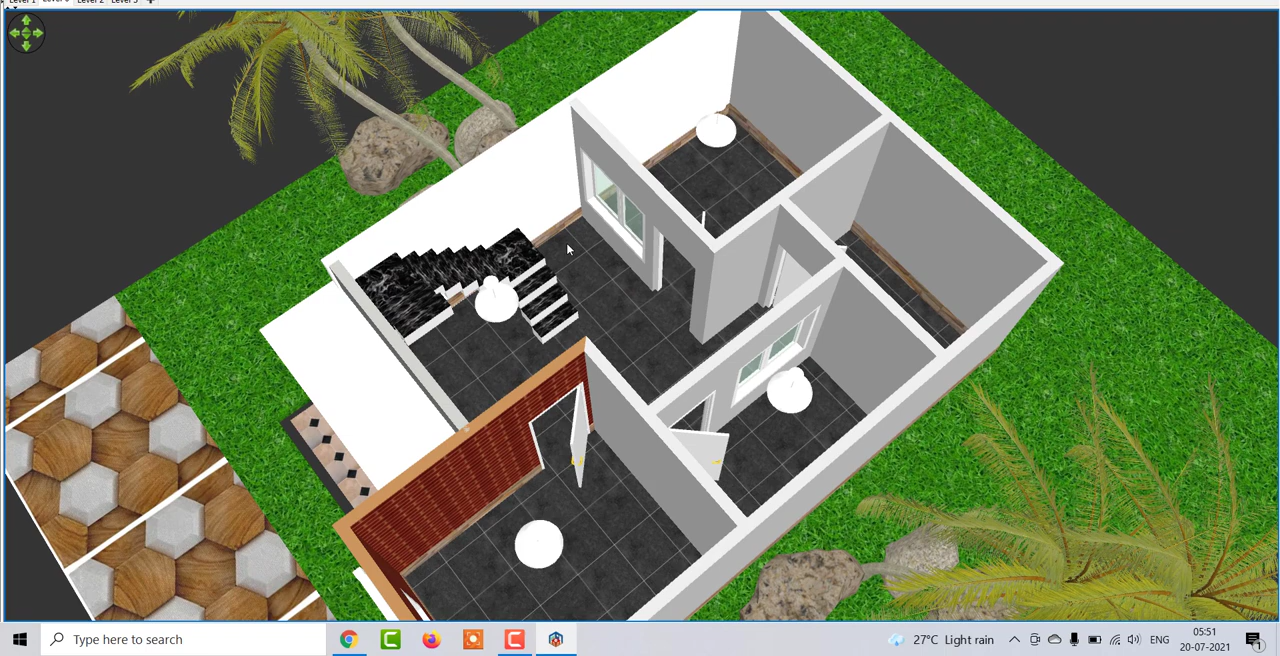 Level 1
Level 2
Level 3
Type here to search
27°C Light rain
ENG
05:51
20-07-2021
1